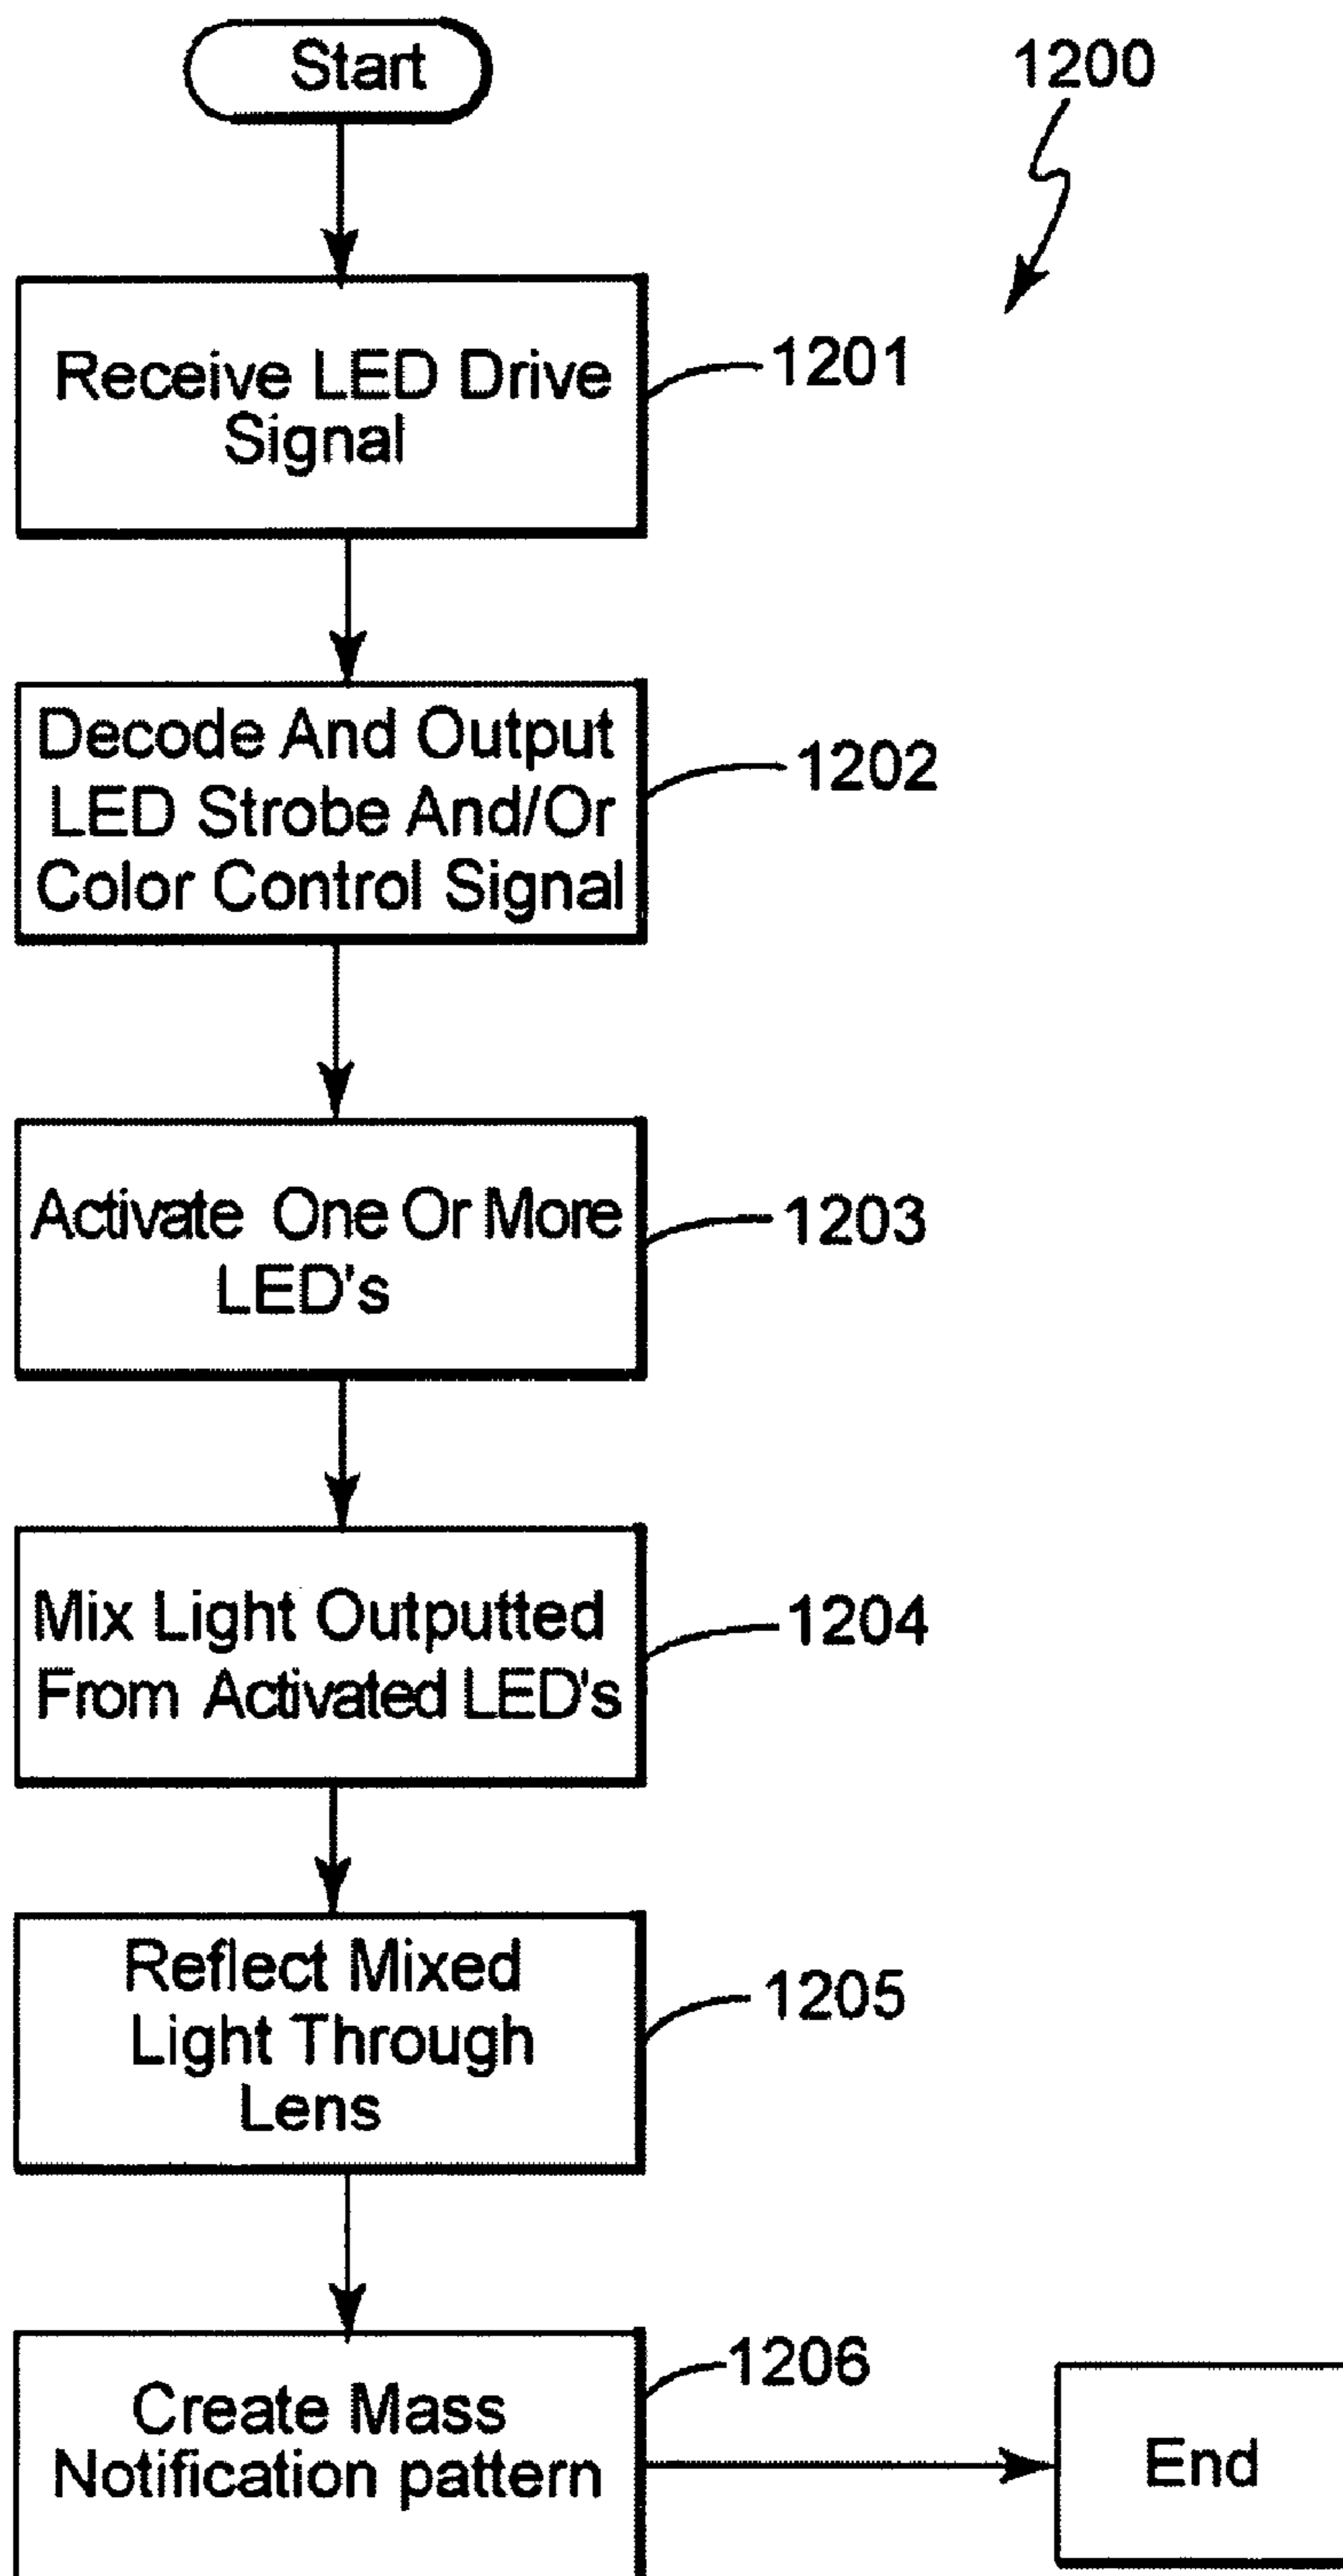 Start
1200
Receive LED Drive
Signal
1201
Decode And Output
LED Strobe And/Or
Color Control Signal
1202
Activate One Or More
LED's
1203
Mix Light Outputted
From Activated LED's
1204
Reflect Mixed
Light Through
Lens
1205
Create Mass
Notification pattern
1206
End